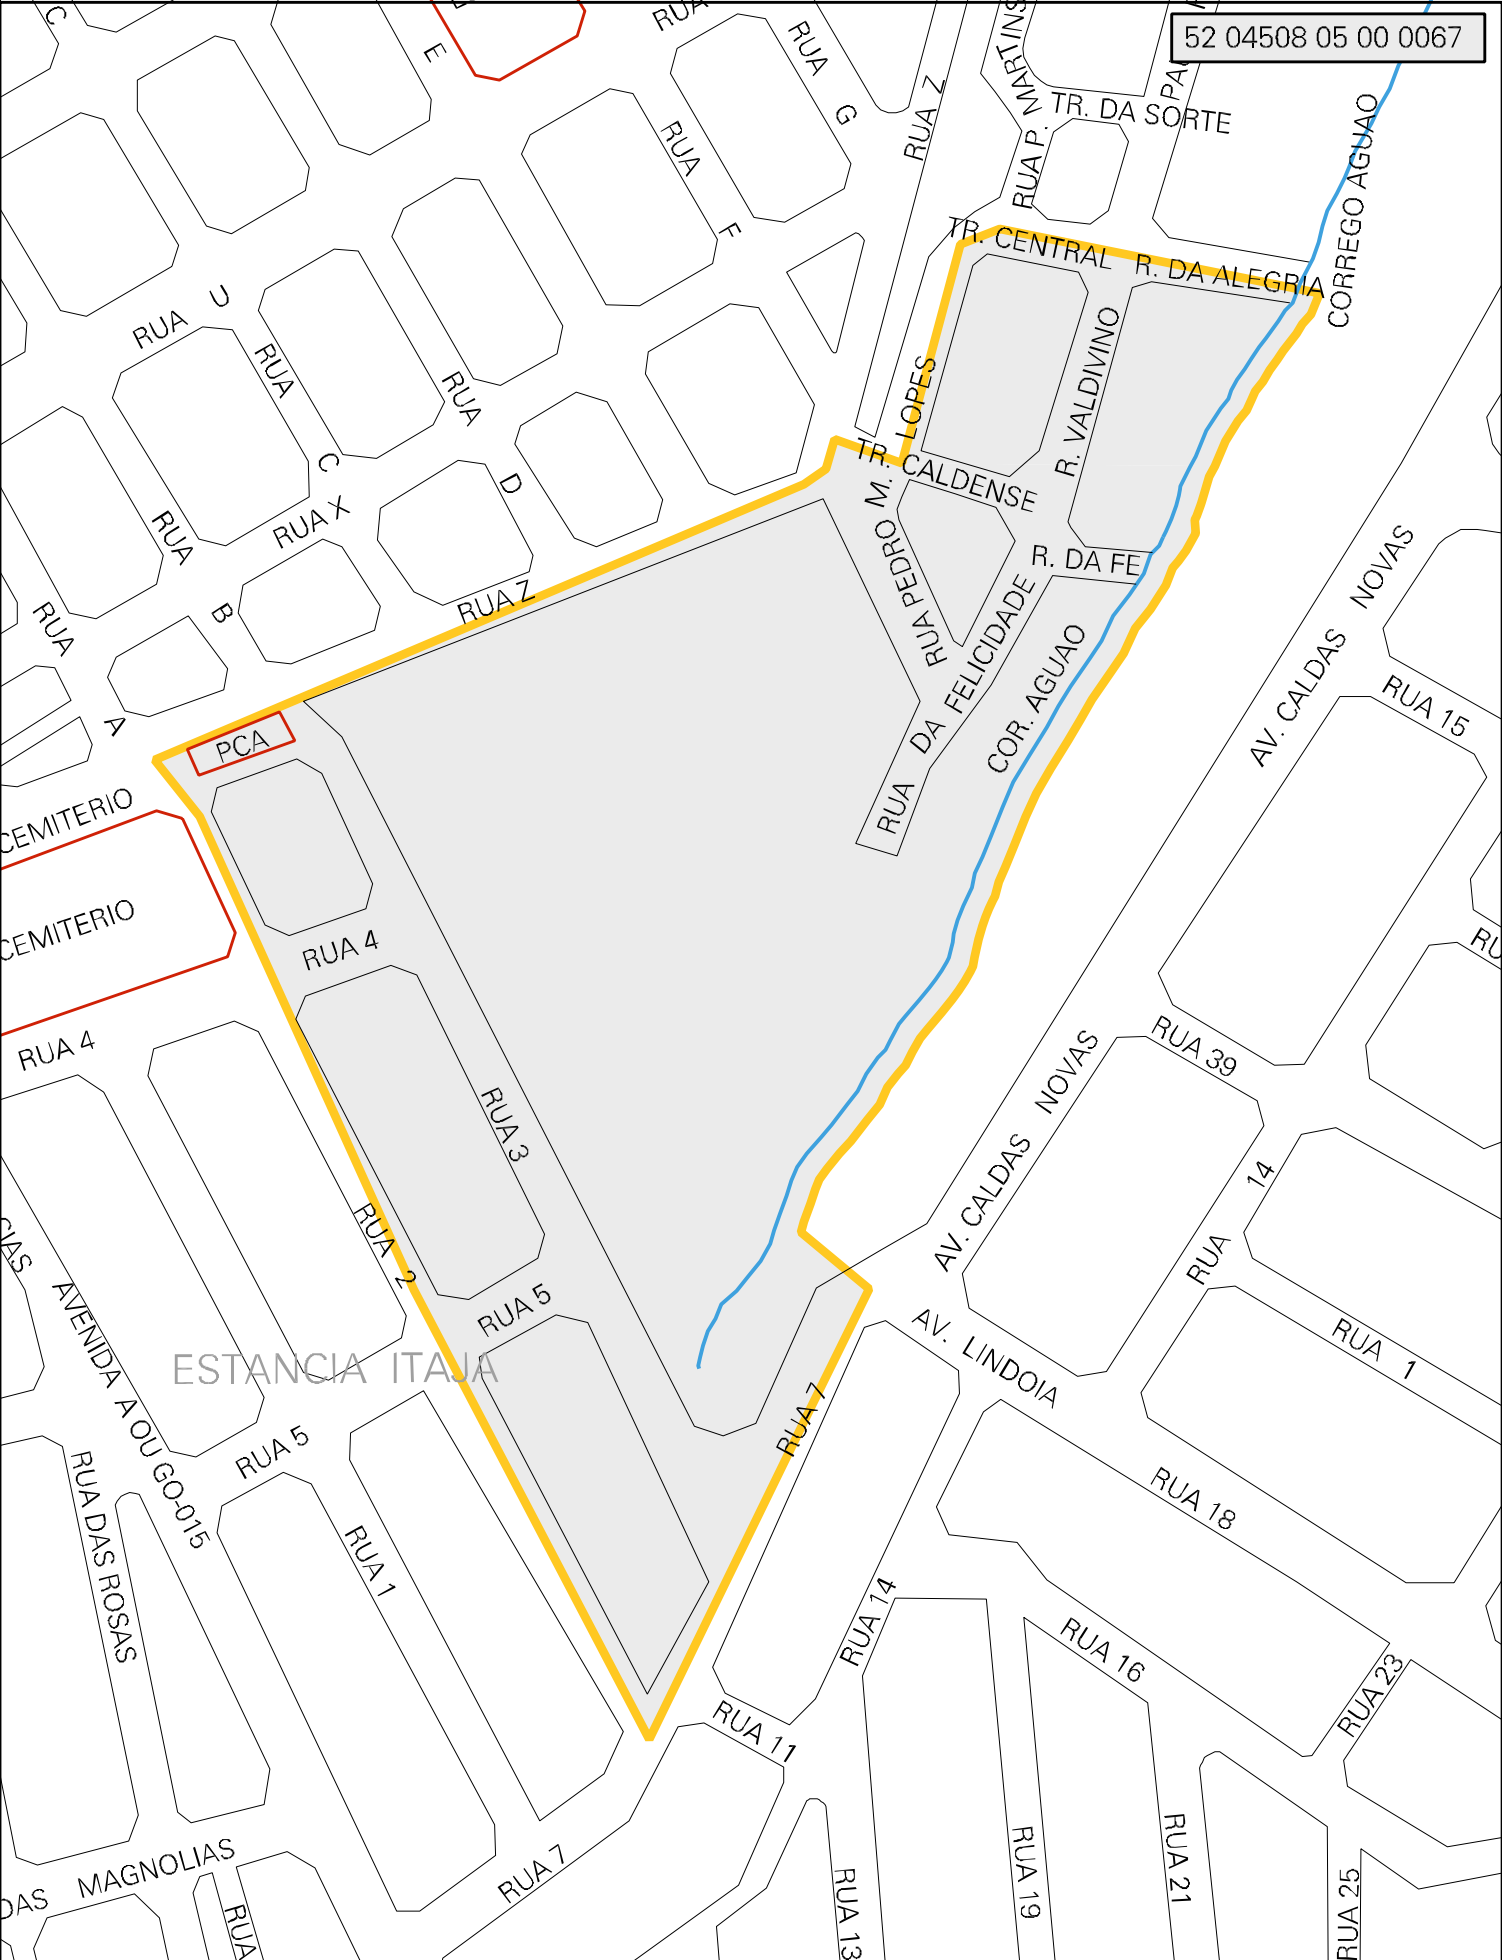 52 04508 05 00 0067
C
E
RUA
RUA G
RUA Z
RUA P. MARTINS
TR. DA SORTE
CORREGO AGUAO
RUA F
TR. CENTRAL
R. DA ALEGRIA
RUA U
RUA C
RUA D
M. LOPES
R. VALDIVINO
TR. CALDENSE
RUA X
RUA B
RUA A
RUA Z
RUA PEDRO
R. DA FE
RUA DA FELICIDADE
COR. AGUAO
AV. CALDAS NOVAS
RUA 15
PCA
CEMITERIO
CEMITERIO
RUA 4
RUA 4
RUA 3
RUA 2
RUA 5
AV. CALDAS NOVAS
RUA 39
RUA 14
RUA 1
AV. LINDOIA
ESTANCIA ITAJA
AVENIDA A OU GO-015
RUA 5
RUA 7
RUA 18
RUA DAS ROSAS
RUA 1
RUA 14
RUA 16
RUA 23
RUA 11
MAGNOLIAS
DAS
RUA
RUA 7
RUA 13
RUA 19
RUA 21
RUA 25